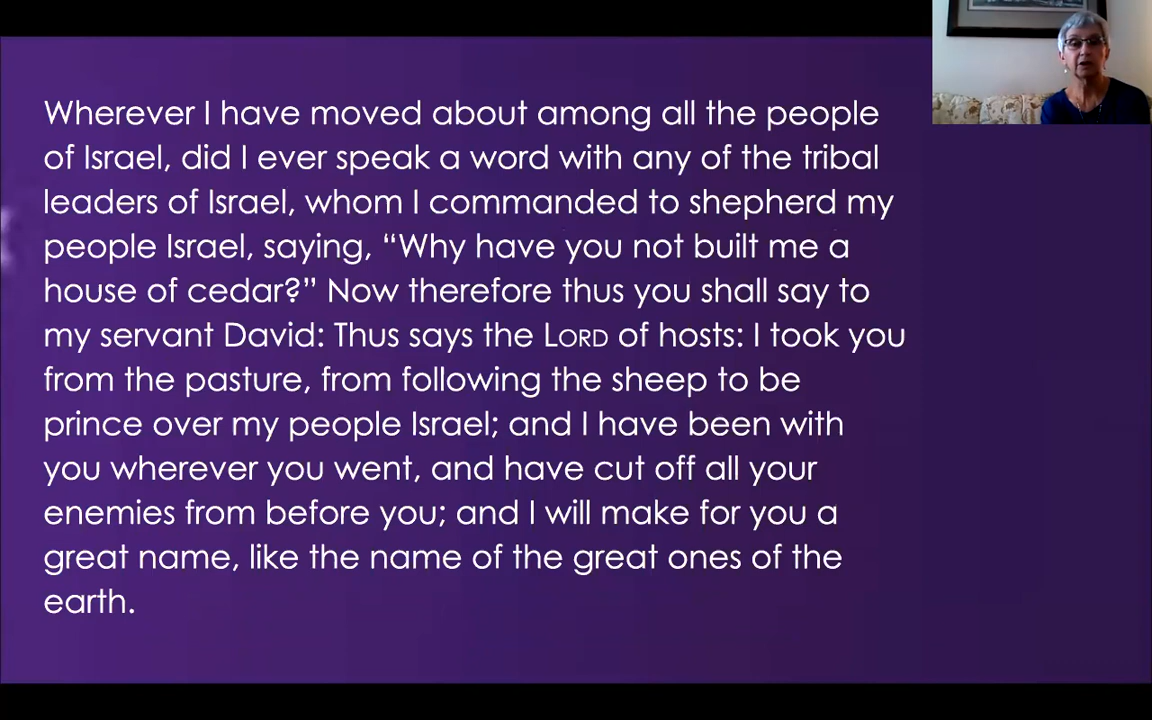 Wherever I have moved about among all the people
of Israel, did I ever speak a word with any of the tribal
leaders of Israel, whom I commanded to shepherd my
people Israel, saying, “Why have you not built me a
house of cedar?” Now therefore thus you shall say to
my servant David: Thus says the LORD of hosts: I took you
from the pasture, from following the sheep to be
prince over my people Israel; and I have been with
you wherever you went, and have cut off all your
enemies from before you; and I will make for you a
great name, like the name of the great ones of the
earth.